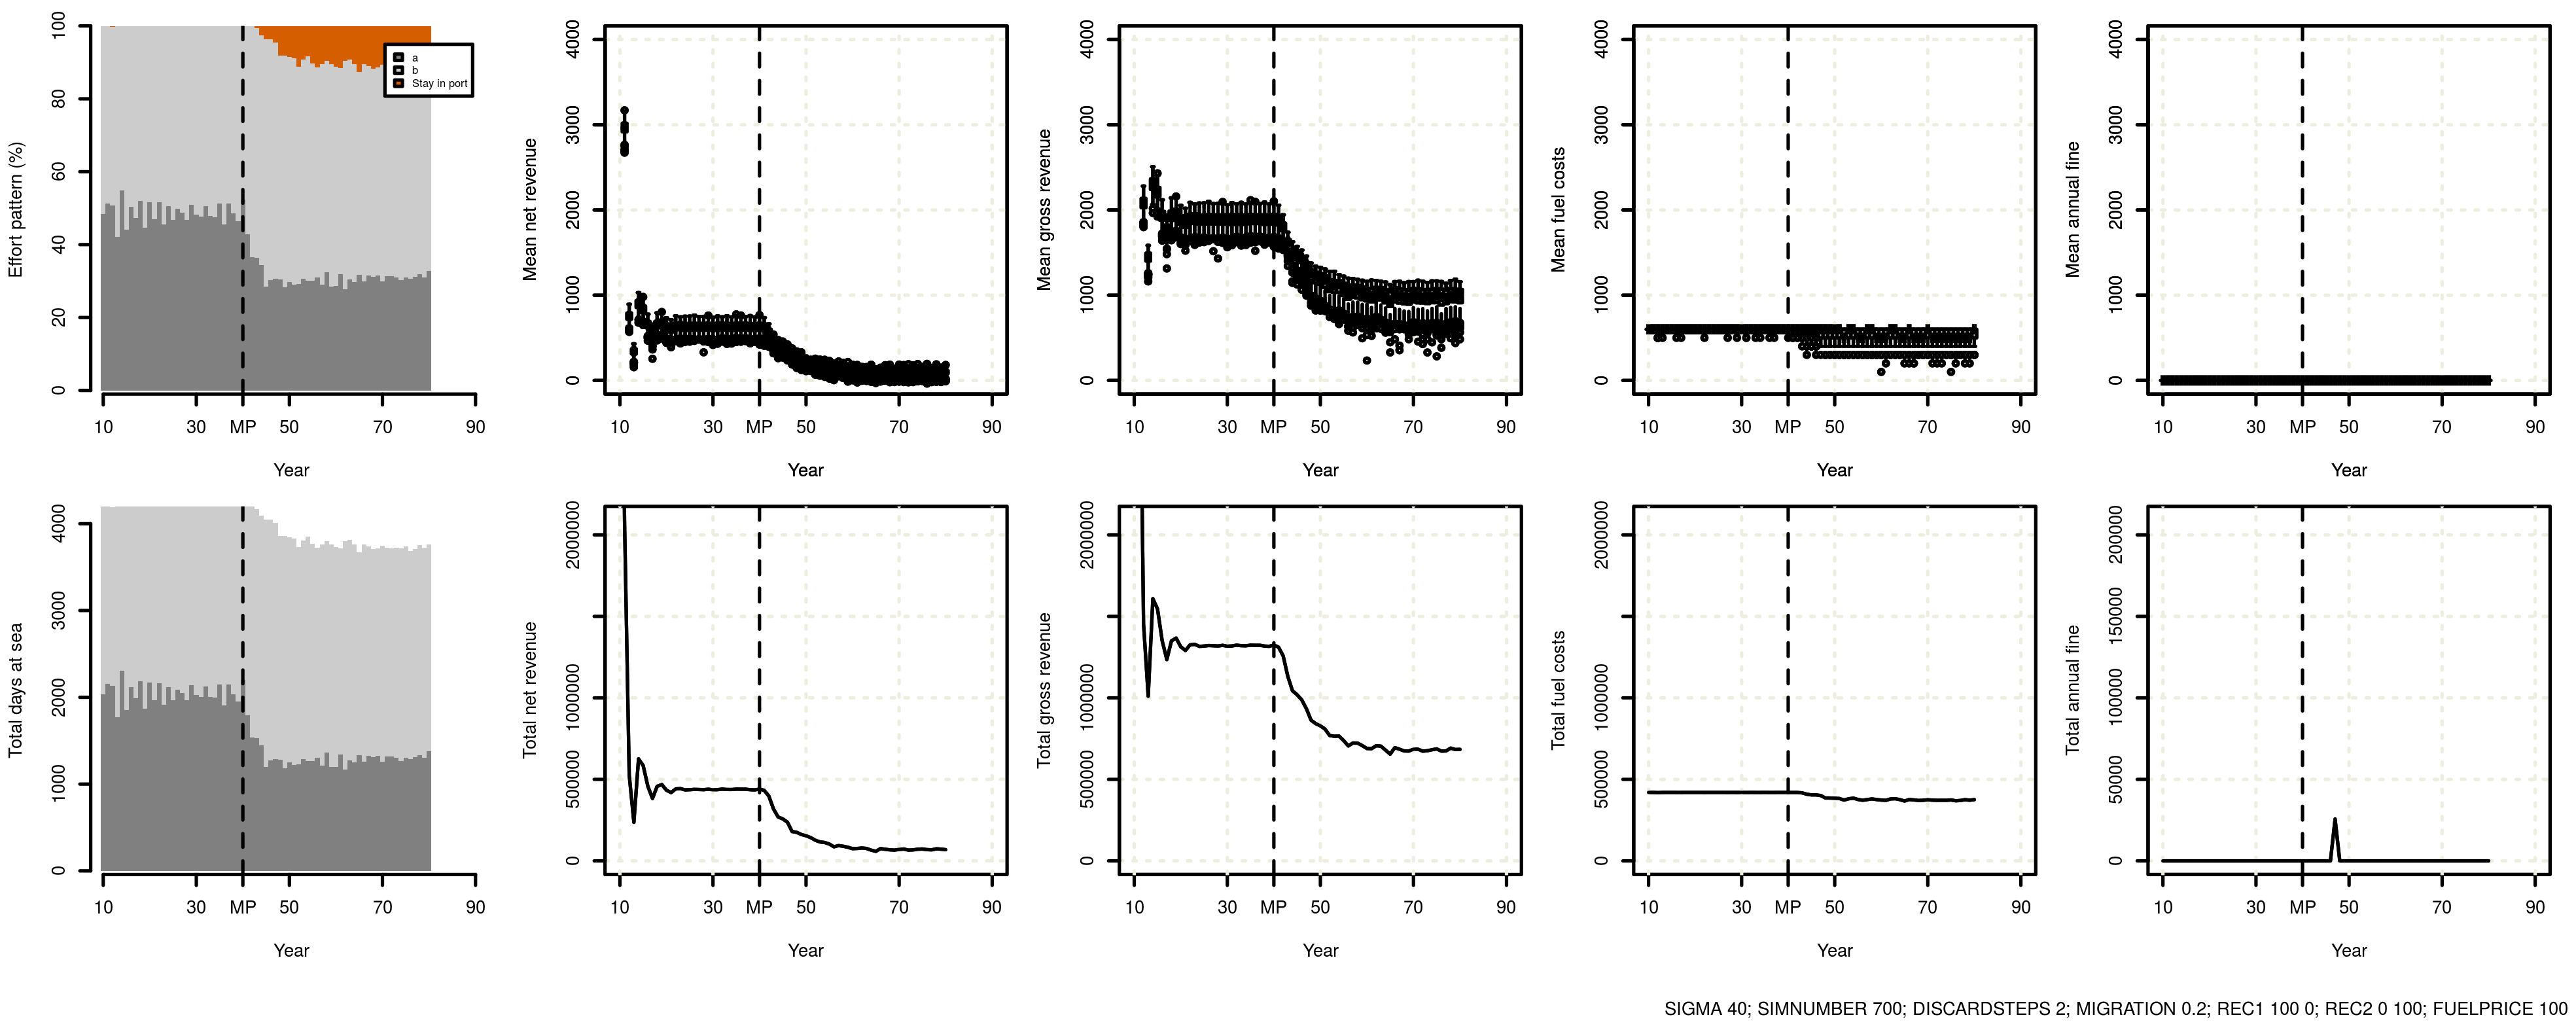 Effort pattern (%)
0 20 40 60 80 100
a
b
Stay in port
10 30 MP 50 70 90
Year
Mean net revenue
0 1000 2000 3000 4000
10 30 MP 50 70 90
Year
Mean gross revenue
0 1000 2000 3000 4000
10 30 MP 50 70 90
Year
Mean fuel costs
0 1000 2000 3000 4000
10 30 MP 50 70 90
Year
Mean annual fine
0 1000 2000 3000 4000
10 30 MP 50 70 90
Year
Total days at sea
0 1000 2000 3000 4000
10 30 MP 50 70 90
Year
Total net revenue
0 500000 1000000 2000000
10 30 MP 50 70 90
Year
Total gross revenue
0 500000 1000000 2000000
10 30 MP 50 70 90
Year
Total fuel costs
0 500000 1000000 2000000
10 30 MP 50 70 90
Year
Total annual fine
0 50000 100000 150000 200000
10 30 MP 50 70 90
Year
SIGMA 40; SIMNUMBER 700; DISCARDSTEPS 2; MIGRATION 0.2; REC1 100 0; REC2 0 100; FUELPRICE 100